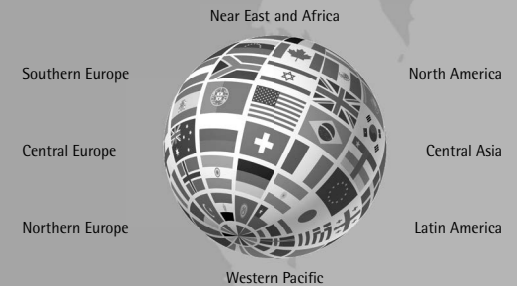 Near East and Africa
Southern Europe
North America
Central Europe
Central Asia
Northern Europe
Latin America
Western Pacific